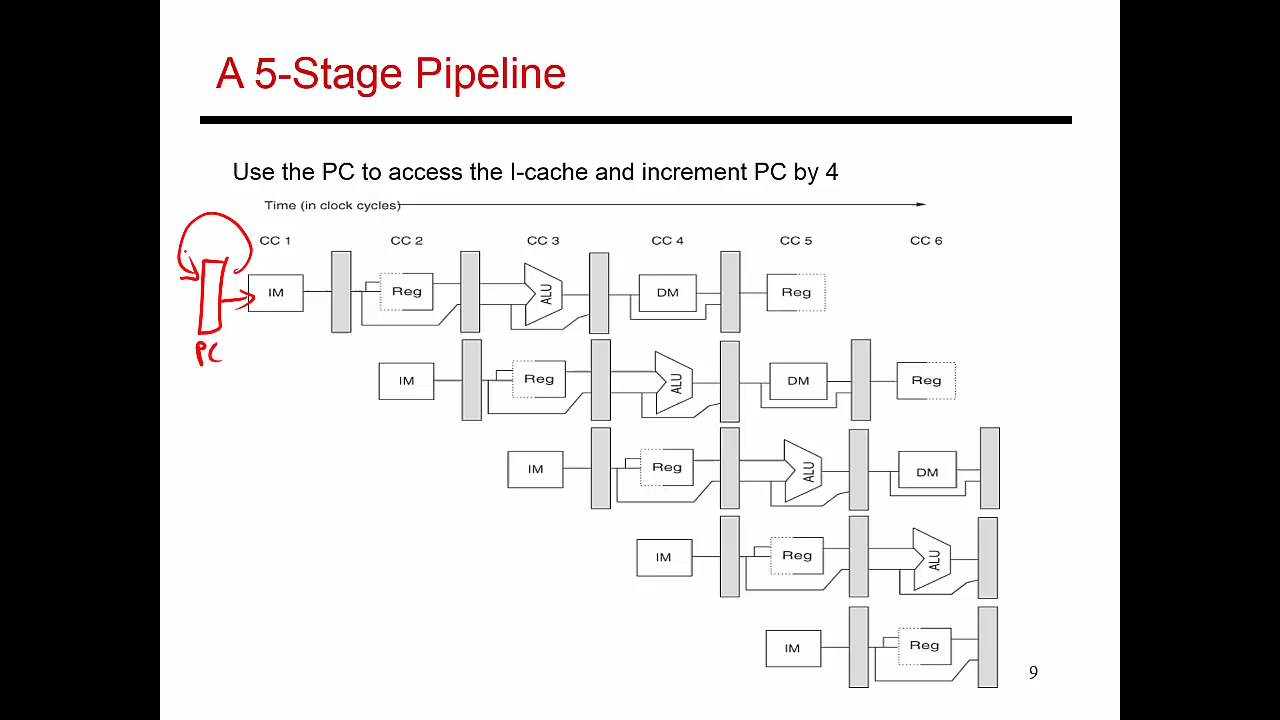 A 5-Stage Pipeline
Use the PC to access the I-cache and increment PC by 4
Time (in clock cycles)
CC 1 CC 2 CC 3 CC 4 CC 5 CC 6
IM Reg ALU DM Reg
PC
IM Reg ALU DM Reg
IM Reg ALU DM
IM Reg ALU
IM Reg
9